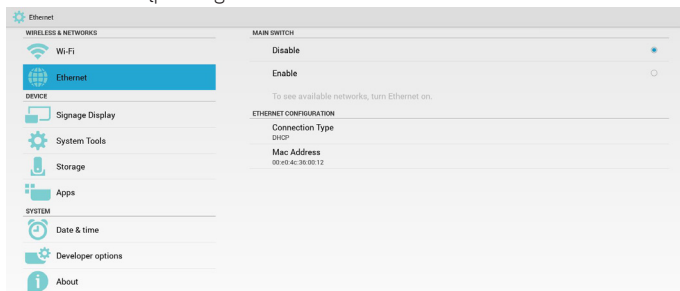 Ethernet
WIRELESS & NETWORKS
Wi-Fi
Ethernet
DEVICE
Signage Display
System Tools
Storage
Apps
SYSTEM
Date & time
Developer options
About
MAIN SWITCH
Disable
Enable
To see available networks, turn Ethernet on.
ETHERNET CONFIGURATION
Connection Type
DHCP
Mac Address
00:e0:4c:36:00:12